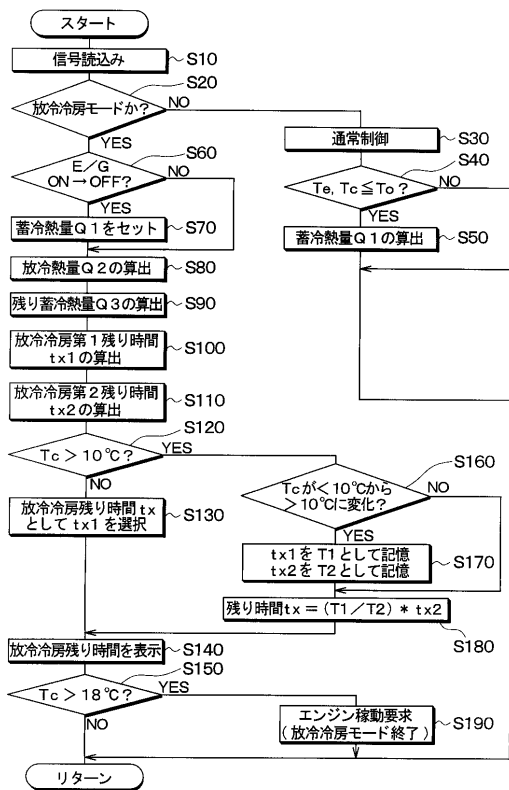 スタート
信号読込み
S10
S20
放冷冷房モードか?
NO
YES
通常制御
S30
S40
Te, Tc≦To ?
NO
YES
蓄冷熱量Q1の算出
S50
S60
E/G
ON→OFF?
NO
YES
蓄冷熱量Q1をセット
S70
放冷熱量Q2の算出
S80
残り蓄冷熱量Q3の算出
S90
放冷冷房第1残り時間
tx1の算出
S100
放冷冷房第2残り時間
tx2の算出
S110
S120
Tc > 10℃?
YES
NO
放冷冷房残り時間tx
としてtx1を選択
S130
S160
Tcが<10℃から
>10℃に変化?
NO
YES
tx1をT1として記憶
tx2をT2として記憶
S170
残り時間tx=(T1/T2) * tx2
S180
放冷冷房残り時間を表示
S140
S150
Tc > 18℃?
YES
NO
エンジン稼動要求
(放冷冷房モード終了)
S190
リターン